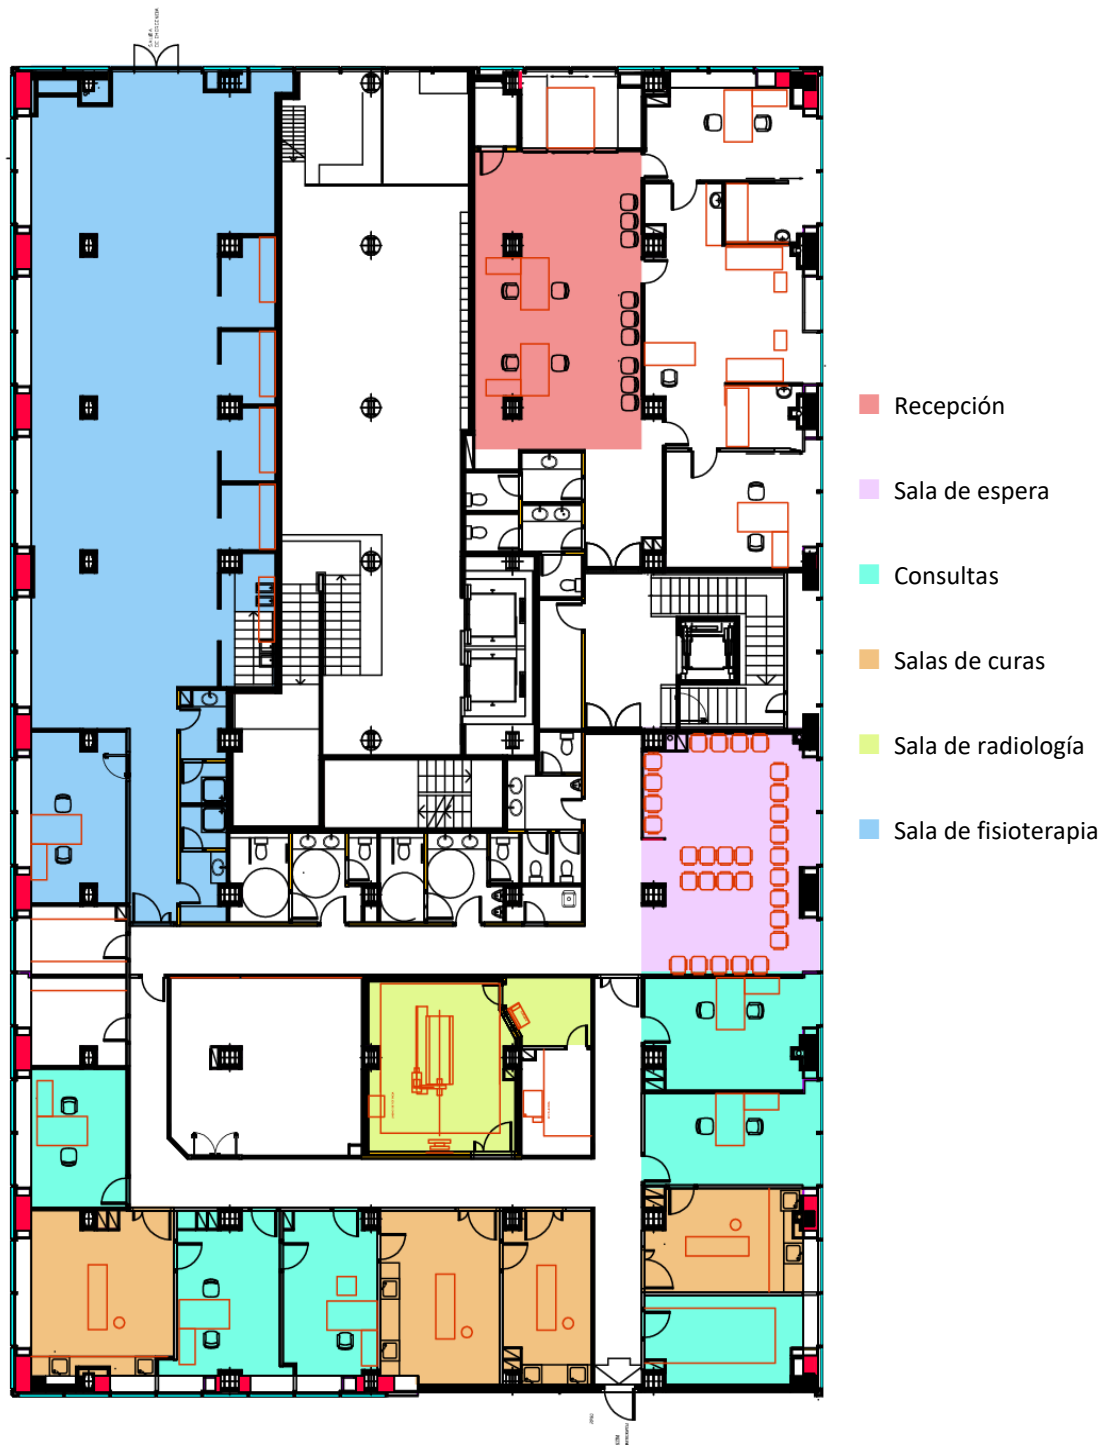 Recepción
Sala de espera
Consultas
Salas de curas
Sala de radiología
Sala de fisioterapia